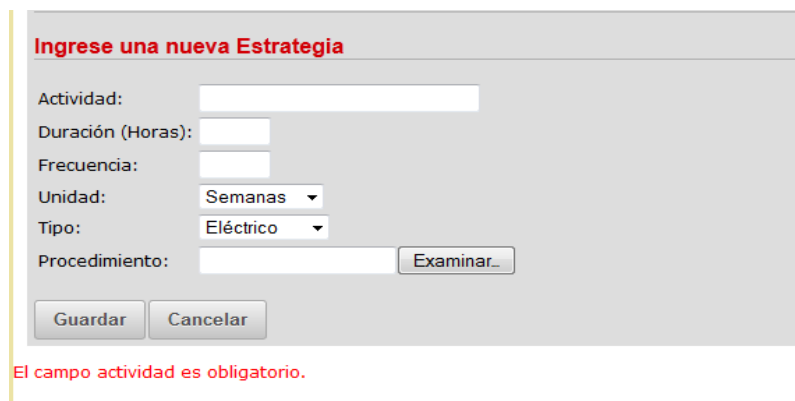 Ingrese una nueva Estrategia
Actividad:
Duración (Horas):
Frecuencia:
Unidad: Semanas
Tipo: Eléctrico
Procedimiento: Examinar...
Guardar Cancelar
El campo actividad es obligatorio.